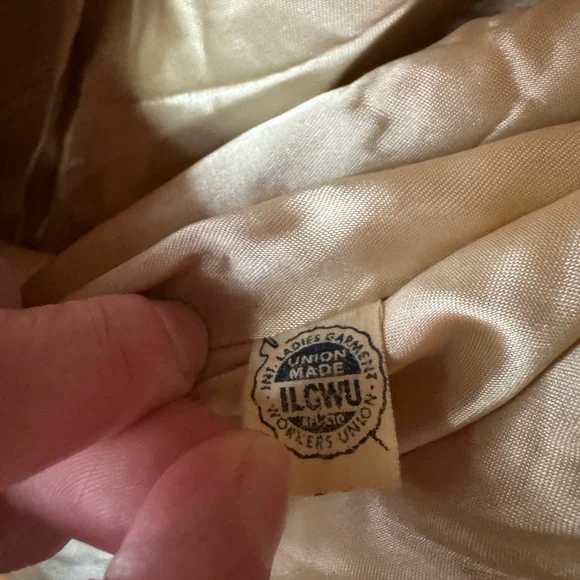 INT. LADIES GARMENT
UNION
MADE
ILGWU
WORKERS UNION